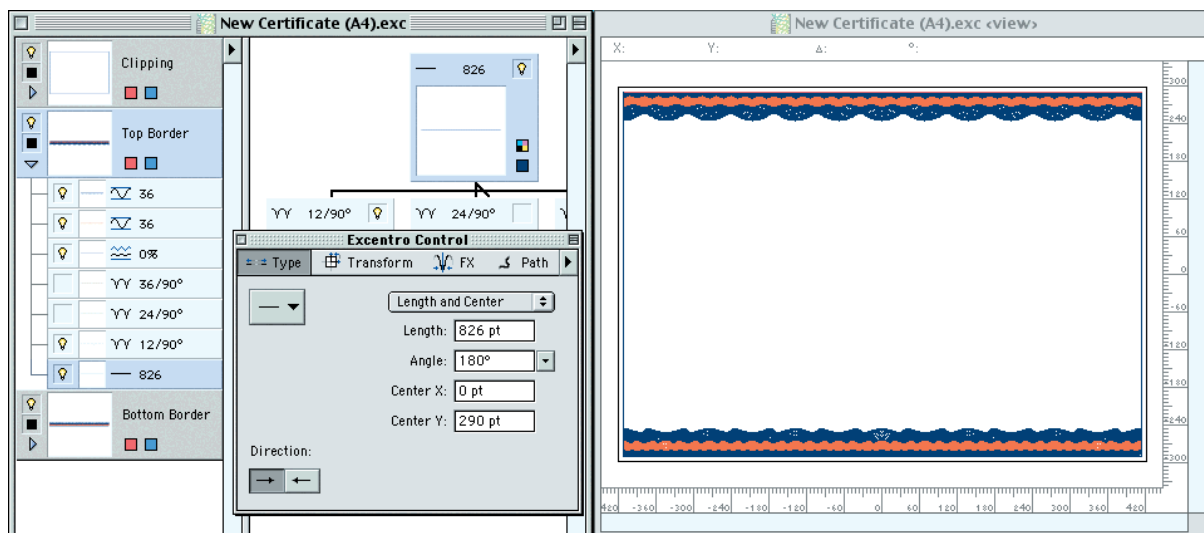 New Certificate (A4).exc
Clipping
Top Border
36
36
0%
36/90°
24/90°
12/90°
826
Bottom Border
826
12/90°
24/90°
Excentro Control
Type Transform FX Path
Length and Center
Length: 826 pt
Angle: 180°
Center X: 0 pt
Center Y: 290 pt
Direction:
New Certificate (A4).exc <view>
X: Y: Δ: °:
300
240
180
120
60
0
-60
-120
-180
-240
-300
420 -360 -300 -240 -180 -120 -60 0 60 120 180 240 300 360 420